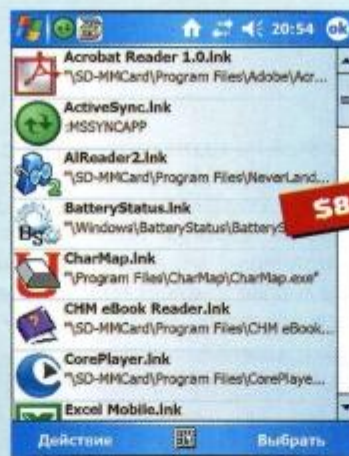 20:54 ok
Acrobat Reader 1.0.lnk
"\SD-MMCard\Program Files\Adobe\Acr...
ActiveSync.lnk
:MSSYNCAPP
AlReader2.lnk
"\SD-MMCard\Program Files\NeverLand...
BatteryStatus.lnk
"\Windows\BatteryStatus\BatteryS
$8
CharMap.lnk
"\Program Files\CharMap\CharMap.exe"
CHM eBook Reader.lnk
"\SD-MMCard\Program Files\CHM eBook...
CorePlayer.lnk
"\SD-MMCard\Program Files\CorePlaye...
Excel Mobile.lnk
Действие Выбрать